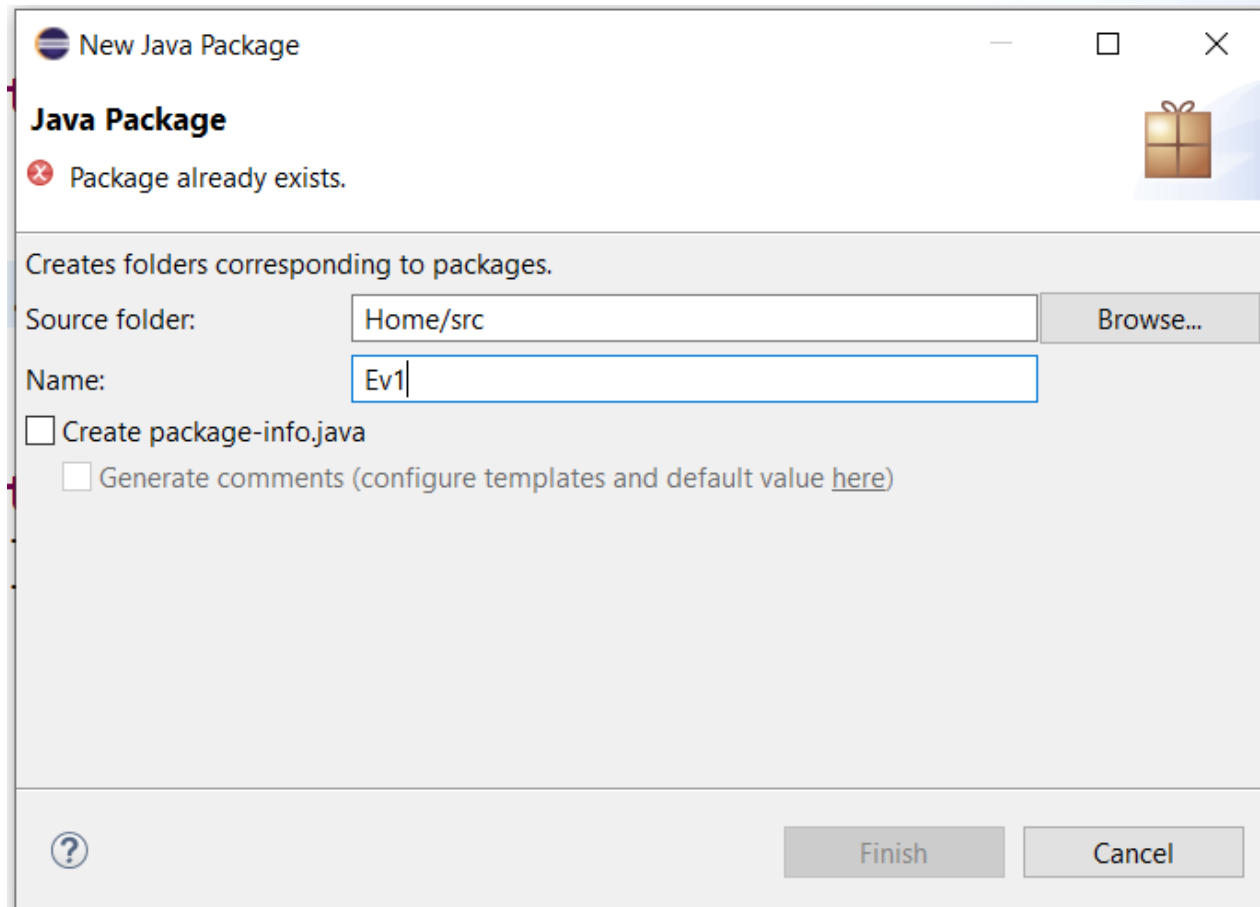 New Java Package
Java Package
Package already exists.
Creates folders corresponding to packages.
Source folder: Home/src Browse...
Name: Ev1
Create package-info.java
Generate comments (configure templates and default value here)
Finish Cancel